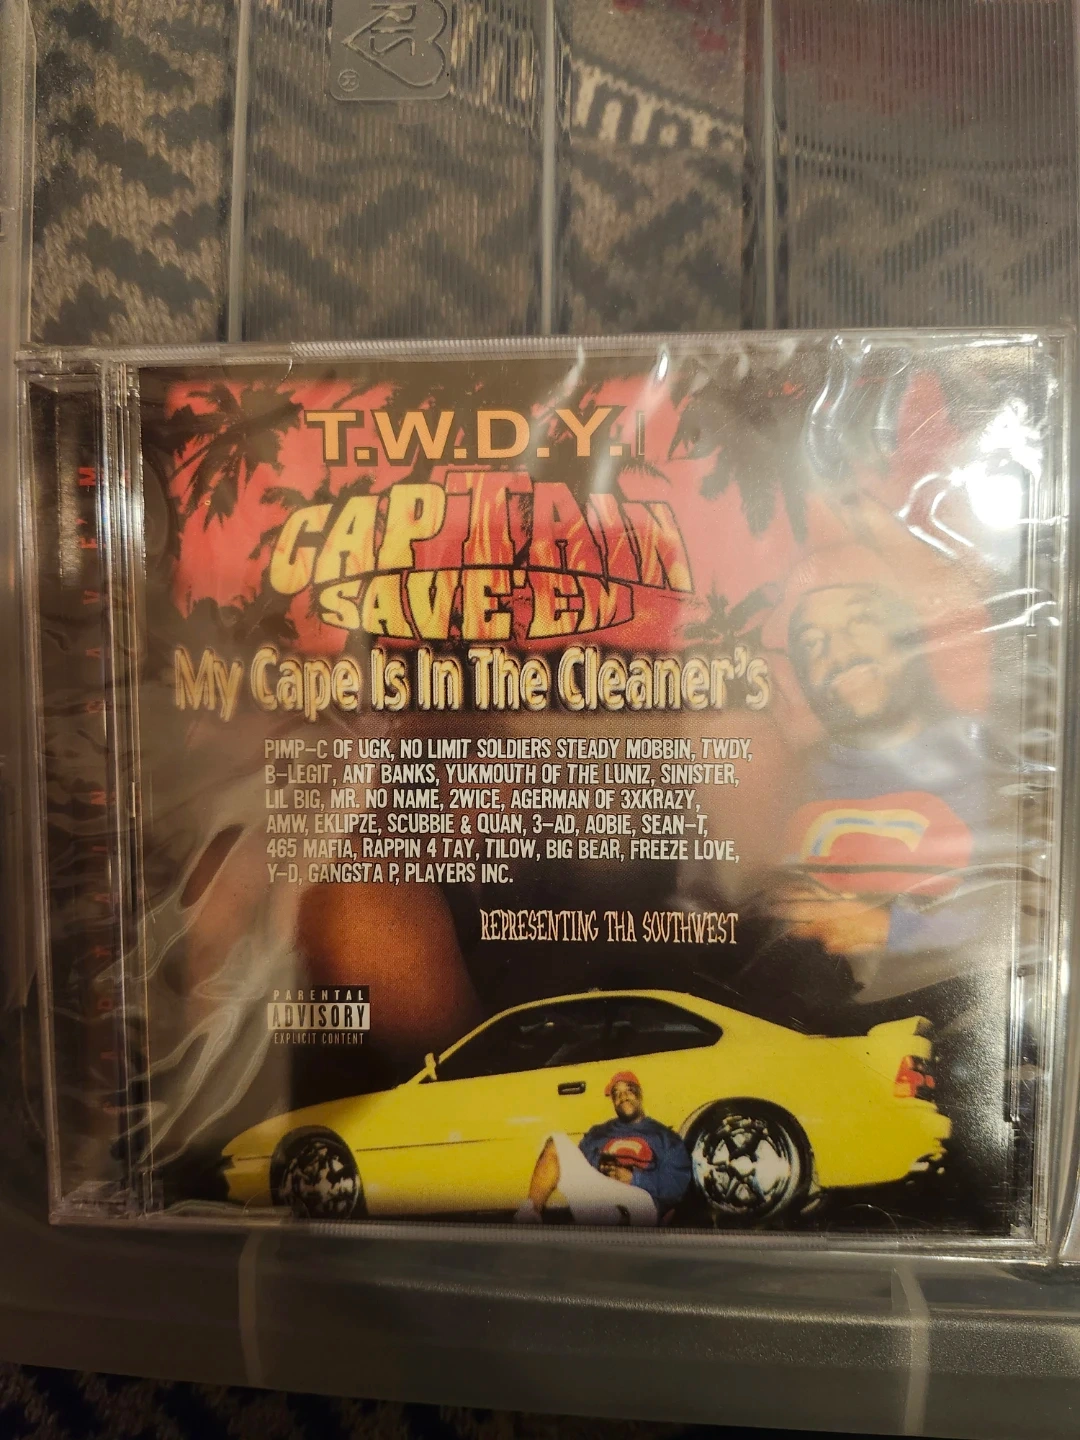 T.W.D.Y.
CAPTAIN
SAVE 'EM
My Cape Is In The Cleaner's
PIMP-C OF UGK, NO LIMIT SOLDIERS STEADY MOBBIN, TWDY,
B-LEGIT, ANT BANKS, YUKMOUTH OF THE LUNIZ, SINISTER,
LIL BIG, MR. NO NAME, 2WICE, AGERMAN OF 3XKRAZY,
AMW, EKLIPZE, SCUBBIE & QUAN, 3-AD, AOBIE, SEAN-T,
465 MAFIA, RAPPIN 4 TAY, TILOW, BIG BEAR, FREEZE LOVE,
Y-D, GANGSTA P, PLAYERS INC.
REPRESENTING THA SOUTHWEST
PARENTAL
ADVISORY
EXPLICIT CONTENT
CAPTAIN SAVE 'EM